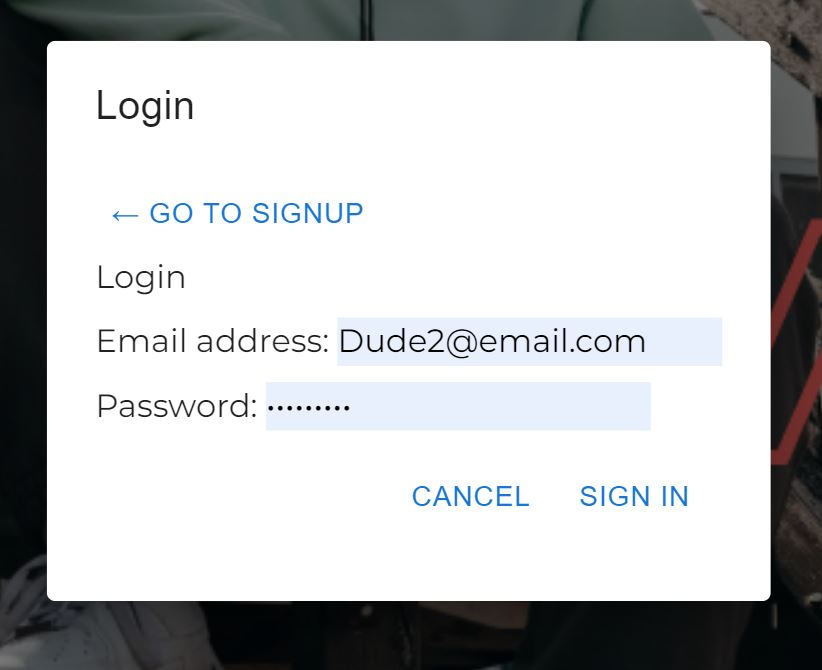 Login
← GO TO SIGNUP
Login
Email address: Dude2@email.com
Password: •••••••••
CANCEL SIGN IN